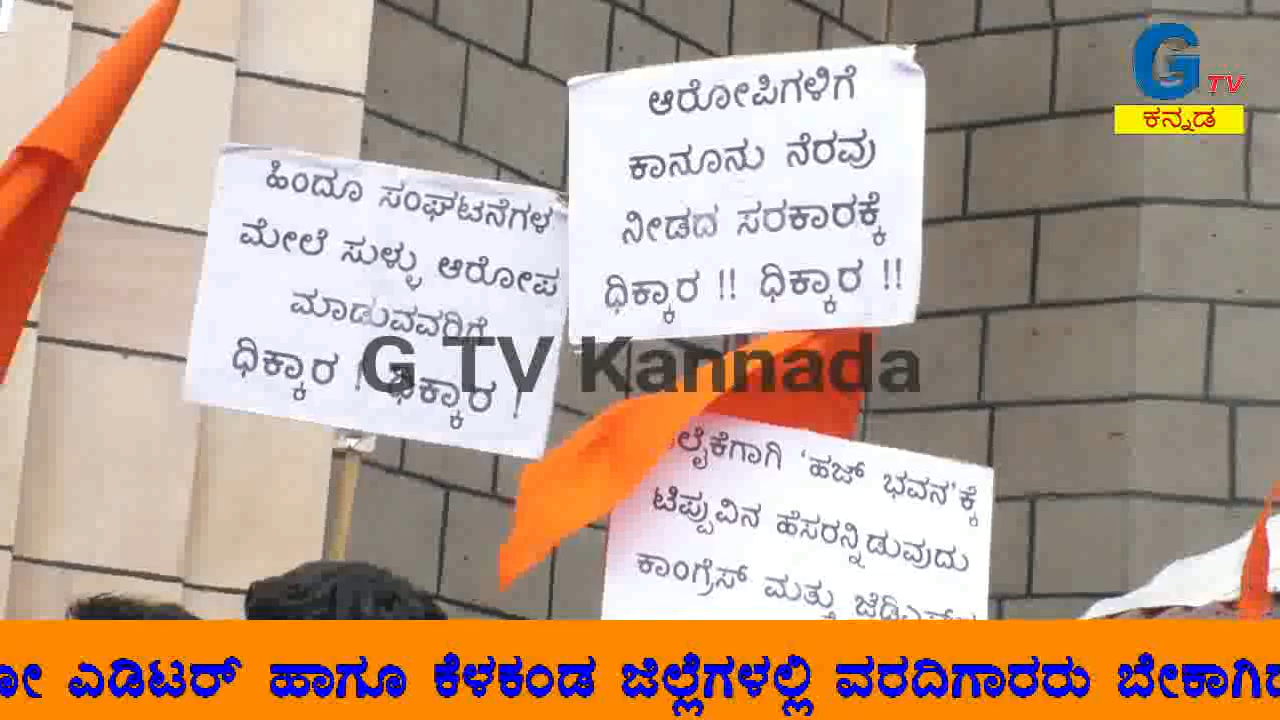 G TV
ಕನ್ನಡ
ಹಿಂದೂ ಸಂಘಟನೆಗಳ
ಮೇಲೆ ಸುಳ್ಳು ಆರೋಪ
ಮಾಡುವವರಿಗೆ
ಧಿಕ್ಕಾರ ! ಧಿಕ್ಕಾರ !
ಆರೋಪಿಗಳಿಗೆ
ಕಾನೂನು ನೆರವು
ನೀಡದ ಸರಕಾರಕ್ಕೆ
ಧಿಕ್ಕಾರ !! ಧಿಕ್ಕಾರ !!
G TV Kannada
'ಹಜ್ ಭವನ'ಕ್ಕೆ
ಟಿಪ್ಪುವಿನ ಹೆಸರನ್ನಿಡುವುದು
ಕಾಂಗ್ರೆಸ್ ಮತ್ತು
ಎಡಿಟರ್ ಹಾಗೂ ಕೆಳಕಂಡ ಜಿಲ್ಲೆಗಳಲ್ಲಿ ವರದಿಗಾರರು